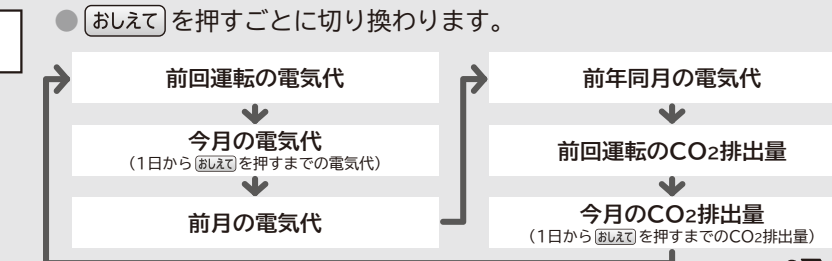 ● おしえて を押すごとに切り換わります。
前回運転の電気代
今月の電気代
(1日から おしえて を押すまでの電気代)
前月の電気代
前年同月の電気代
前回運転のCO2排出量
今月のCO2排出量
(1日から おしえて を押すまでのCO2排出量)